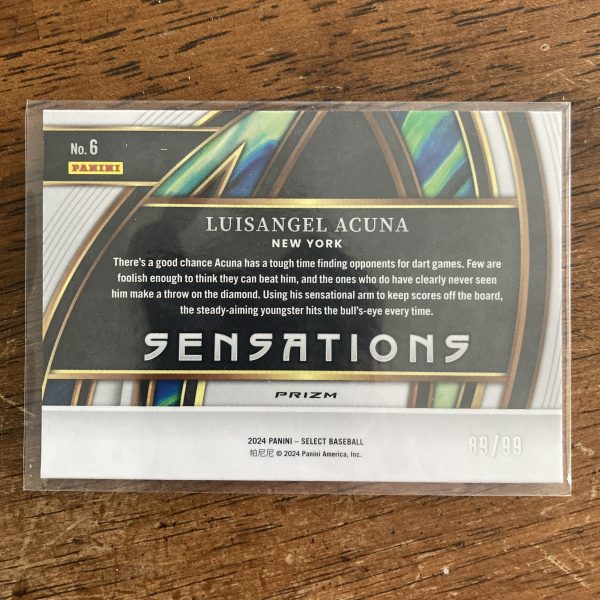 No. 6
PANINI
LUISANGEL ACUNA
NEW YORK
There's a good chance Acuna has a tough time finding opponents for dart games. Few are
foolish enough to think they can beat him, and the ones who do have clearly never seen
him make a throw on the diamond. Using his sensational arm to keep scores off the board,
the steady-aiming youngster hits the bull's-eye every time.
SENSATIONS
PRIZM
2024 PANINI – SELECT BASEBALL
帕尼尼 © 2024 Panini America, Inc.
89/99